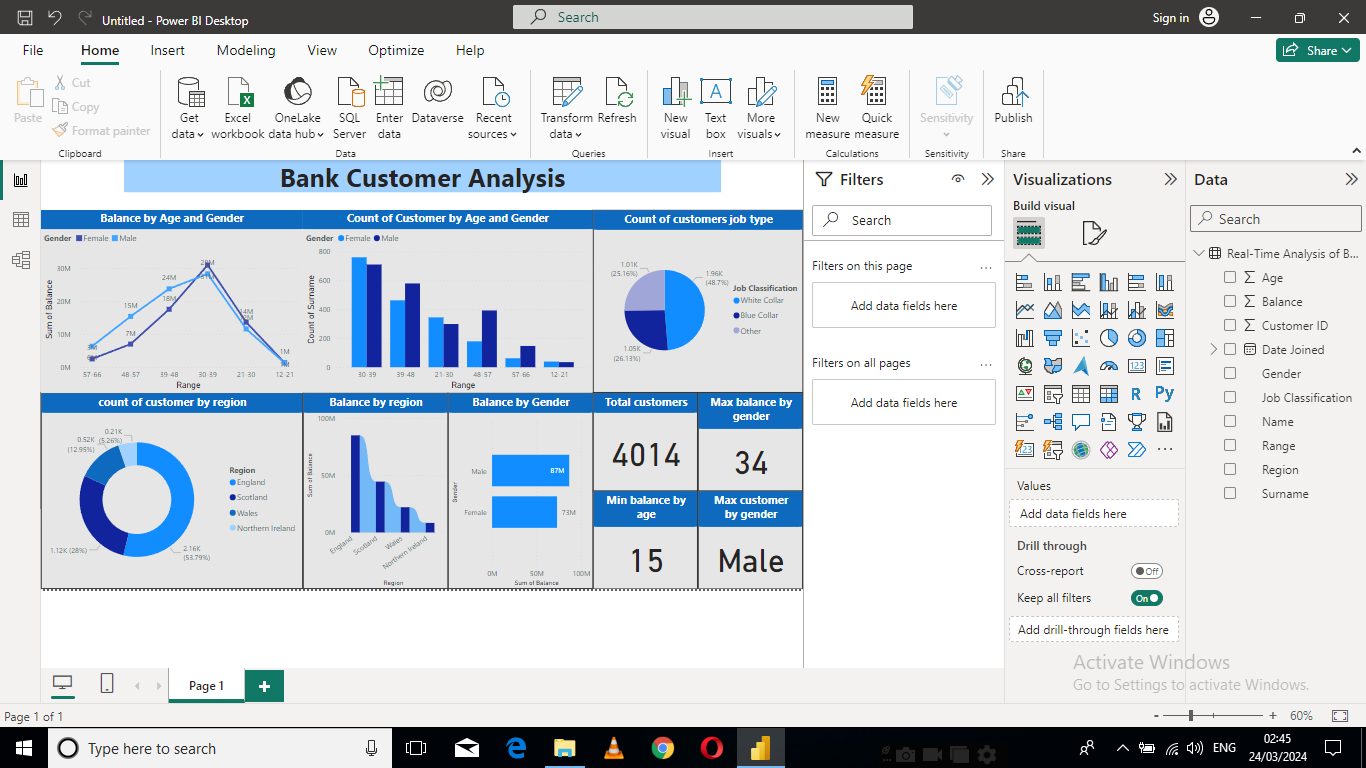 Untitled - Power BI Desktop
Search
Sign in
File
Home
Insert
Modeling
View
Optimize
Help
Share
Paste
Cut
Copy
Format painter
Clipboard
Get data
Excel workbook
OneLake data hub
SQL Server
Enter data
Dataverse
Recent sources
Data
Transform data
Refresh
Queries
New visual
Text box
More visuals
Insert
New measure
Quick measure
Calculations
Sensitivity
Sensitivity
Publish
Share
Bank Customer Analysis
Balance by Age and Gender
Gender Female Male
Sum of Balance
30M
20M
10M
0M
15M
7M
24M
18M
14M
1M
57-66
48-57
39-48
30-39
21-30
12-21
Range
Count of Customer by Age and Gender
Gender Female Male
Count of Surname
800
600
400
200
0
30-39
39-48
21-30
48-57
57-66
12-21
Range
Count of customers job type
1.01K
(25.16%)
1.96K
(48.7%)
1.05K
(26.13%)
Job Classification
White Collar
Blue Collar
Other
count of customer by region
0.21K
(5.26%)
0.52K
(12.95%)
1.12K (28%)
2.16K
(53.79%)
Region
England
Scotland
Wales
Northern Ireland
Balance by region
Sum of Balance
100M
50M
0M
England
Scotland
Wales
Northern Ireland
Region
Balance by Gender
Gender
Male
87M
Female
73M
0M
50M
100M
Sum of Balance
Total customers
4014
Max balance by
gender
34
Min balance by
age
15
Max customer
by gender
Male
Filters
Search
Filters on this page
...
Add data fields here
Filters on all pages
...
Add data fields here
Visualizations
Build visual
123
R
Py
123
...
Values
Add data fields here
Drill through
Cross-report
Off
Keep all filters
On
Add drill-through fields here
Data
Search
Real-Time Analysis of B...
Age
Balance
Customer ID
Date Joined
Gender
Job Classification
Name
Range
Region
Surname
Activate Windows
Go to Settings to activate Windows.
Page 1
Page 1 of 1
- + 60%
Type here to search
ENG
02:45
24/03/2024